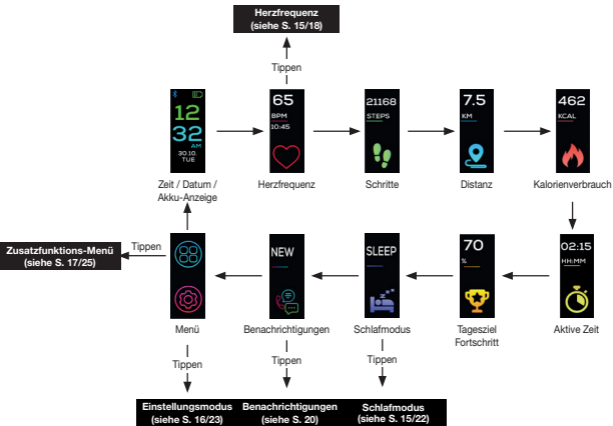 Herzfrequenz
(siehe S. 15/18)
Tippen
12
32
AM
30.10.
TUE
65
BPM
10:45
21168
STEPS
7.5
KM
462
KCAL
Zeit / Datum /
Akku-Anzeige
Herzfrequenz
Schritte
Distanz
Kalorienverbrauch
Zusatzfunktions-Menü
(siehe S. 17/25)
Tippen
NEW
SLEEP
70
%
02:15
HH:MM
Menü
Benachrichtigungen
Schlafmodus
Tagesziel
Fortschritt
Aktive Zeit
Tippen
Tippen
Tippen
Einstellungsmodus
(siehe S. 16/23)
Benachrichtigungen
(siehe S. 20)
Schlafmodus
(siehe S. 15/22)